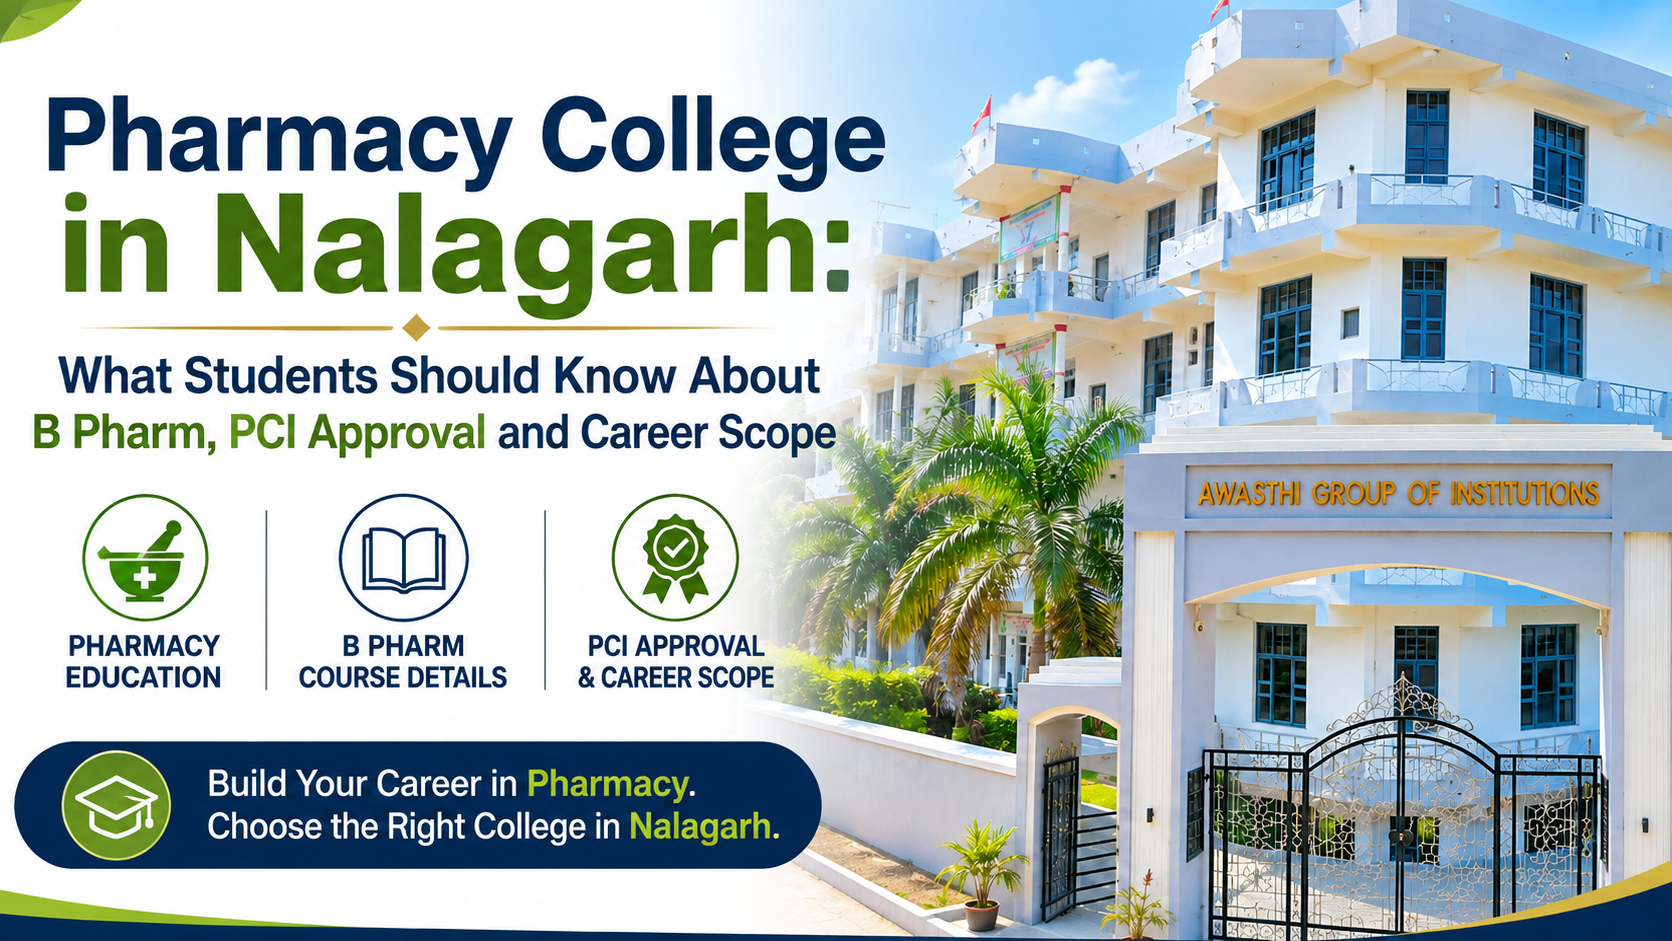 Pharmacy College
in Nalagarh:
What Students Should Know About
B Pharm, PCI Approval and Career Scope
PHARMACY
EDUCATION
B PHARM
COURSE DETAILS
PCI APPROVAL
& CAREER SCOPE
Build Your Career in Pharmacy.
Choose the Right College in Nalagarh.
AWASTHI GROUP OF INSTITUTIONS